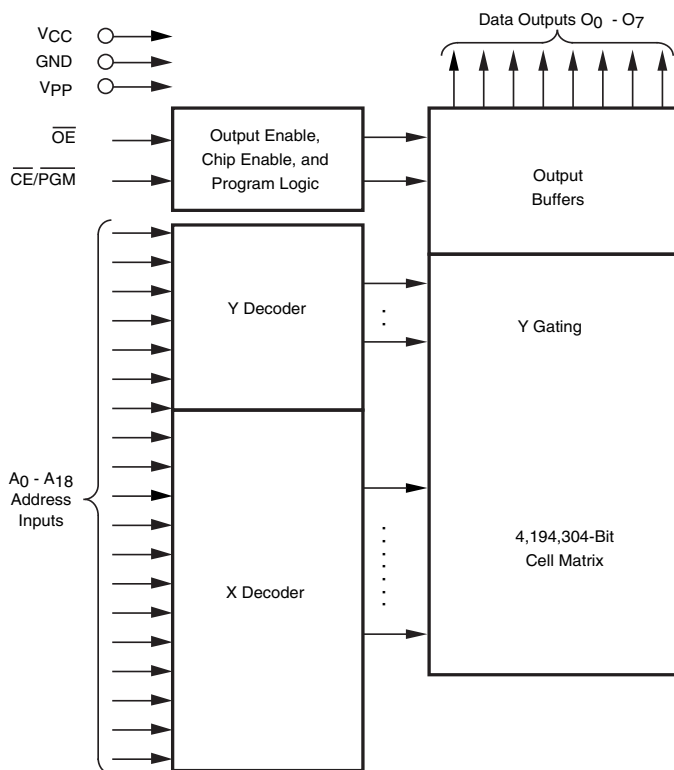 VCC
GND
VPP
OE
CE/PGM
Output Enable,
Chip Enable, and
Program Logic
Data Outputs O0 - O7
Output
Buffers
Y Decoder
Y Gating
A0 - A18
Address
Inputs
X Decoder
4,194,304-Bit
Cell Matrix